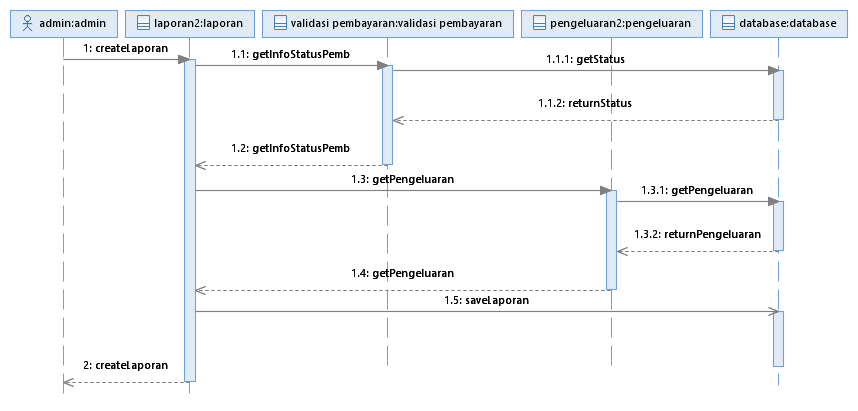 admin:admin
laporan2:laporan
validasi pembayaran:validasi pembayaran
pengeluaran2:pengeluaran
database:database
1: createLaporan
1.1: getInfoStatusPemb
1.1.1: getStatus
1.1.2: returnStatus
1.2: getInfoStatusPemb
1.3: getPengeluaran
1.3.1: getPengeluaran
1.3.2: returnPengeluaran
1.4: getPengeluaran
1.5: saveLaporan
2: createLaporan